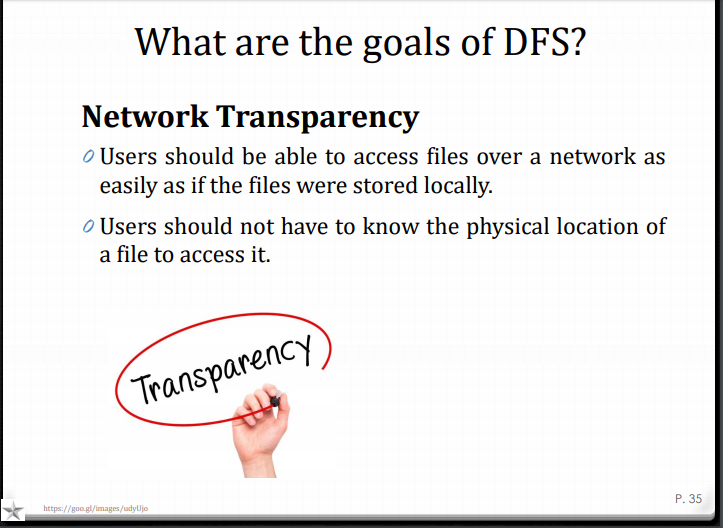 What are the goals of DFS?
Network Transparency
Users should be able to access files over a network as
easily as if the files were stored locally.
Users should not have to know the physical location of
a file to access it.
Transparency
P. 35
https://goo.gl/images/udyUjo